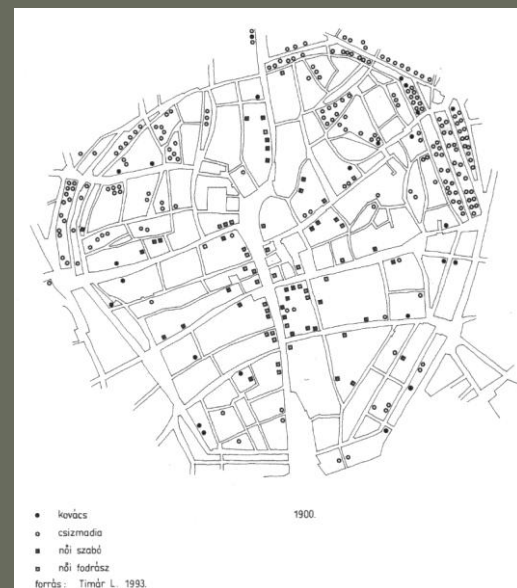 kovács
1900.
csizmadia
női szabó
női fodrász
forrás: Timár L. 1993.